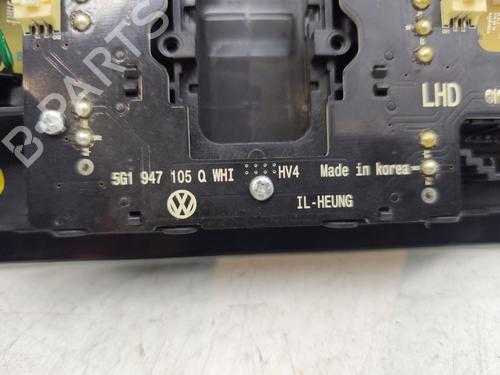 B-PARTS
LHD
5G1 947 105 Q WHI HV4 Made in korea
IL-HEUNG